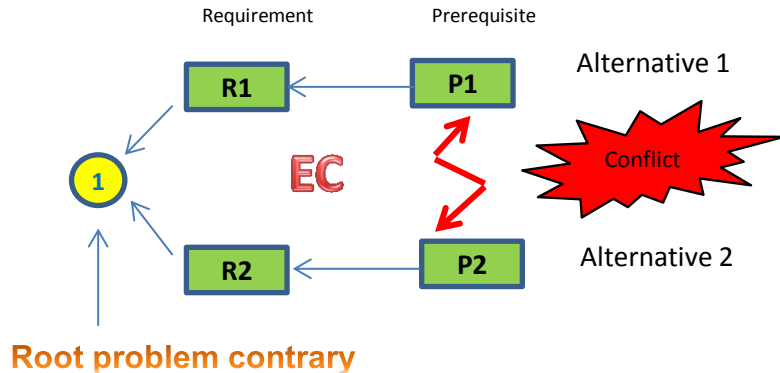 Requirement
Prerequisite
R1
P1
Alternative 1
1
EC
Conflict
R2
P2
Alternative 2
Root problem contrary